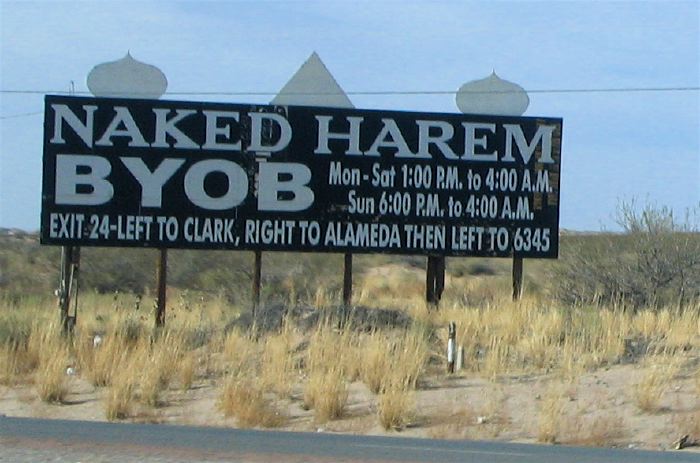 NAKED HAREM
BYOB
Mon - Sat 1:00 P.M. to 4:00 A.M.
Sun 6:00 P.M. to 4:00 A.M.
EXIT 24-LEFT TO CLARK, RIGHT TO ALAMEDA THEN LEFT TO 6345